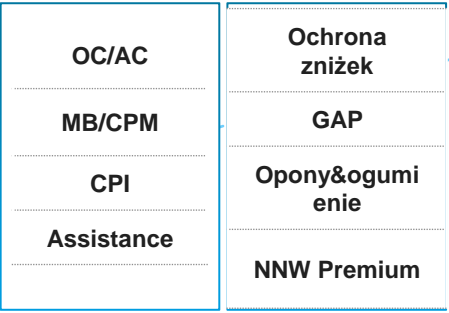 OC/AC
MB/CPM
CPI
Assistance
Ochrona
zniżek
GAP
Opony&ogumi
enie
NNW Premium